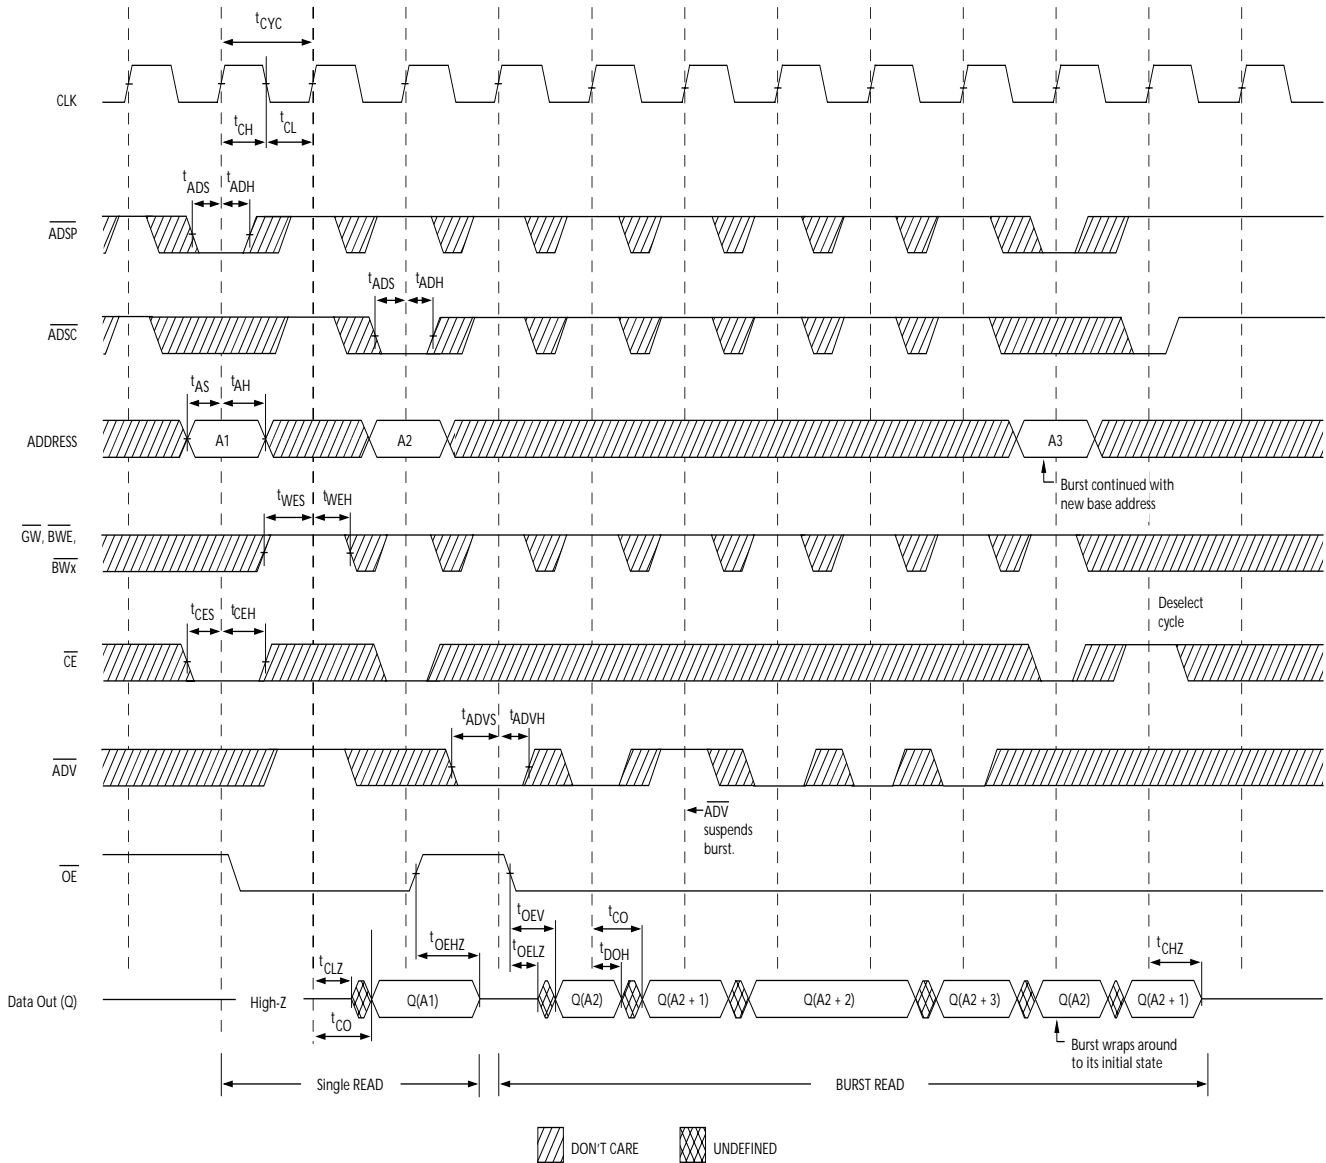 tCYC
CLK
tCH
tCL
tADS
tADH
ADSP
tADS
tADH
ADSC
tAS
tAH
ADDRESS
A1
A2
A3
Burst continued with
new base address
tWES
tWEH
GW, BWE,
BWx
Deselect
cycle
tCES
tCEH
CE
tADVS
tADVH
ADV
ADV
suspends
burst.
OE
tOEV
tCO
tOEHZ
tOELZ
tDOH
tCHZ
tCLZ
Data Out (Q)
High-Z
Q(A1)
Q(A2)
Q(A2 + 1)
Q(A2 + 2)
Q(A2 + 3)
Q(A2)
Q(A2 + 1)
tCO
Burst wraps around
to its initial state
Single READ
BURST READ
DON'T CARE
UNDEFINED